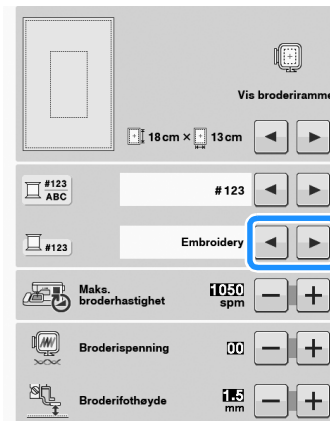 Vis broderiramme
18 cm × 13 cm
#123
ABC
#123
#123
Embroidery
Maks.
broderhastighet
1050
spm
Broderispenning
00
Broderifothøyde
1.5
mm